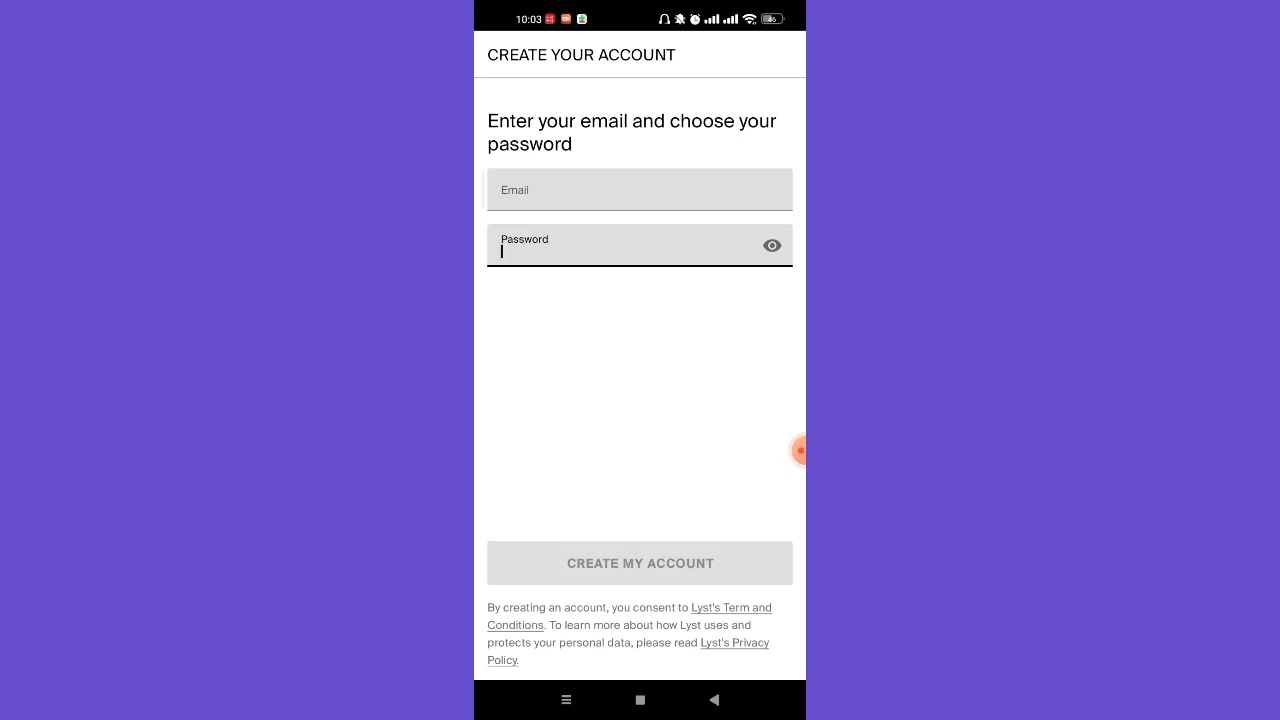 10:03
46
CREATE YOUR ACCOUNT
Enter your email and choose your
password
Email
Password
CREATE MY ACCOUNT
By creating an account, you consent to Lyst's Term and
Conditions. To learn more about how Lyst uses and
protects your personal data, please read Lyst's Privacy
Policy.